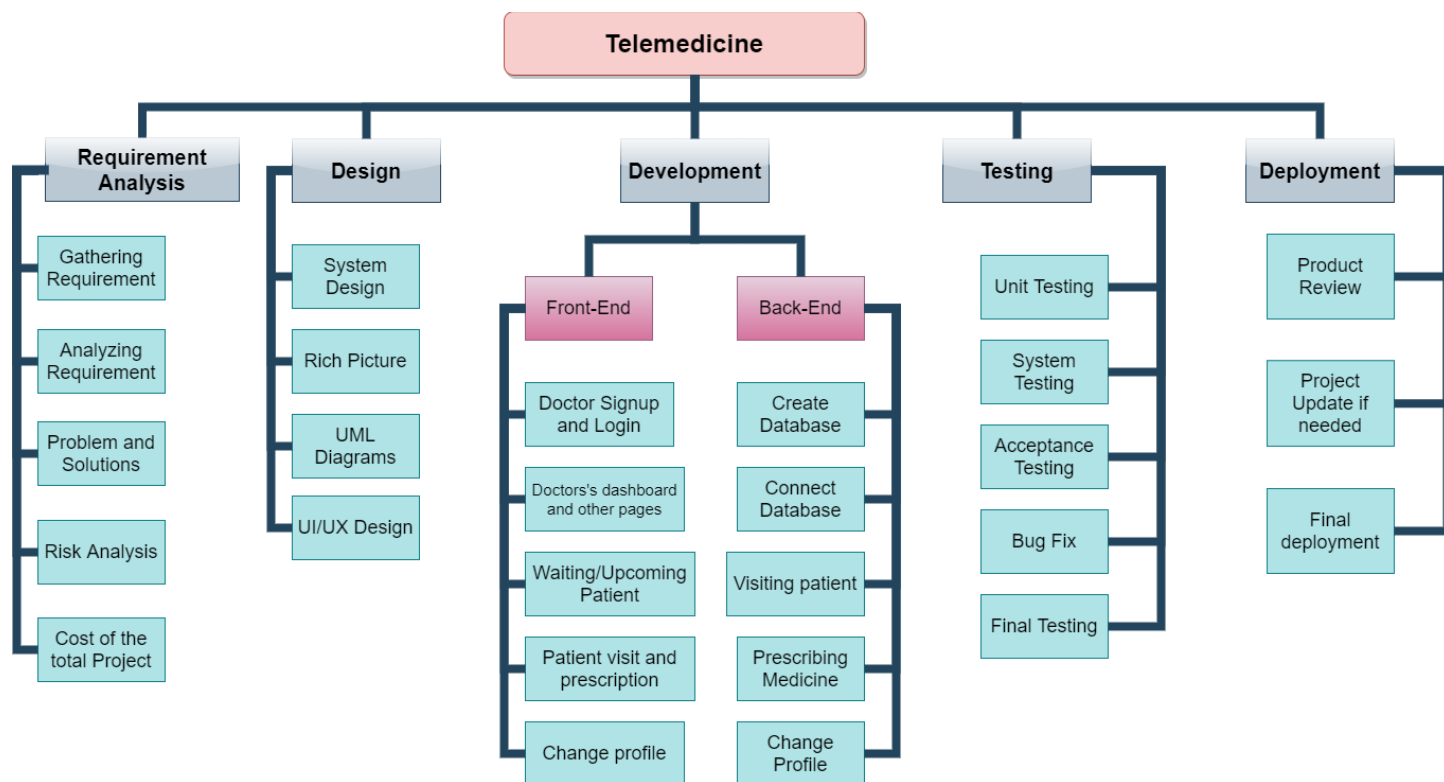 Telemedicine
Requirement
Analysis
Gathering
Requirement
Analyzing
Requirement
Problem and
Solutions
Risk Analysis
Cost of the
total Project
Design
System
Design
Rich Picture
UML
Diagrams
UI/UX Design
Development
Front-End
Doctor Signup
and Login
Doctors's dashboard
and other pages
Waiting/Upcoming
Patient
Patient visit and
prescription
Change profile
Back-End
Create
Database
Connect
Database
Visiting patient
Prescribing
Medicine
Change
Profile
Testing
Unit Testing
System
Testing
Acceptance
Testing
Bug Fix
Final Testing
Deployment
Product
Review
Project
Update if
needed
Final
deployment